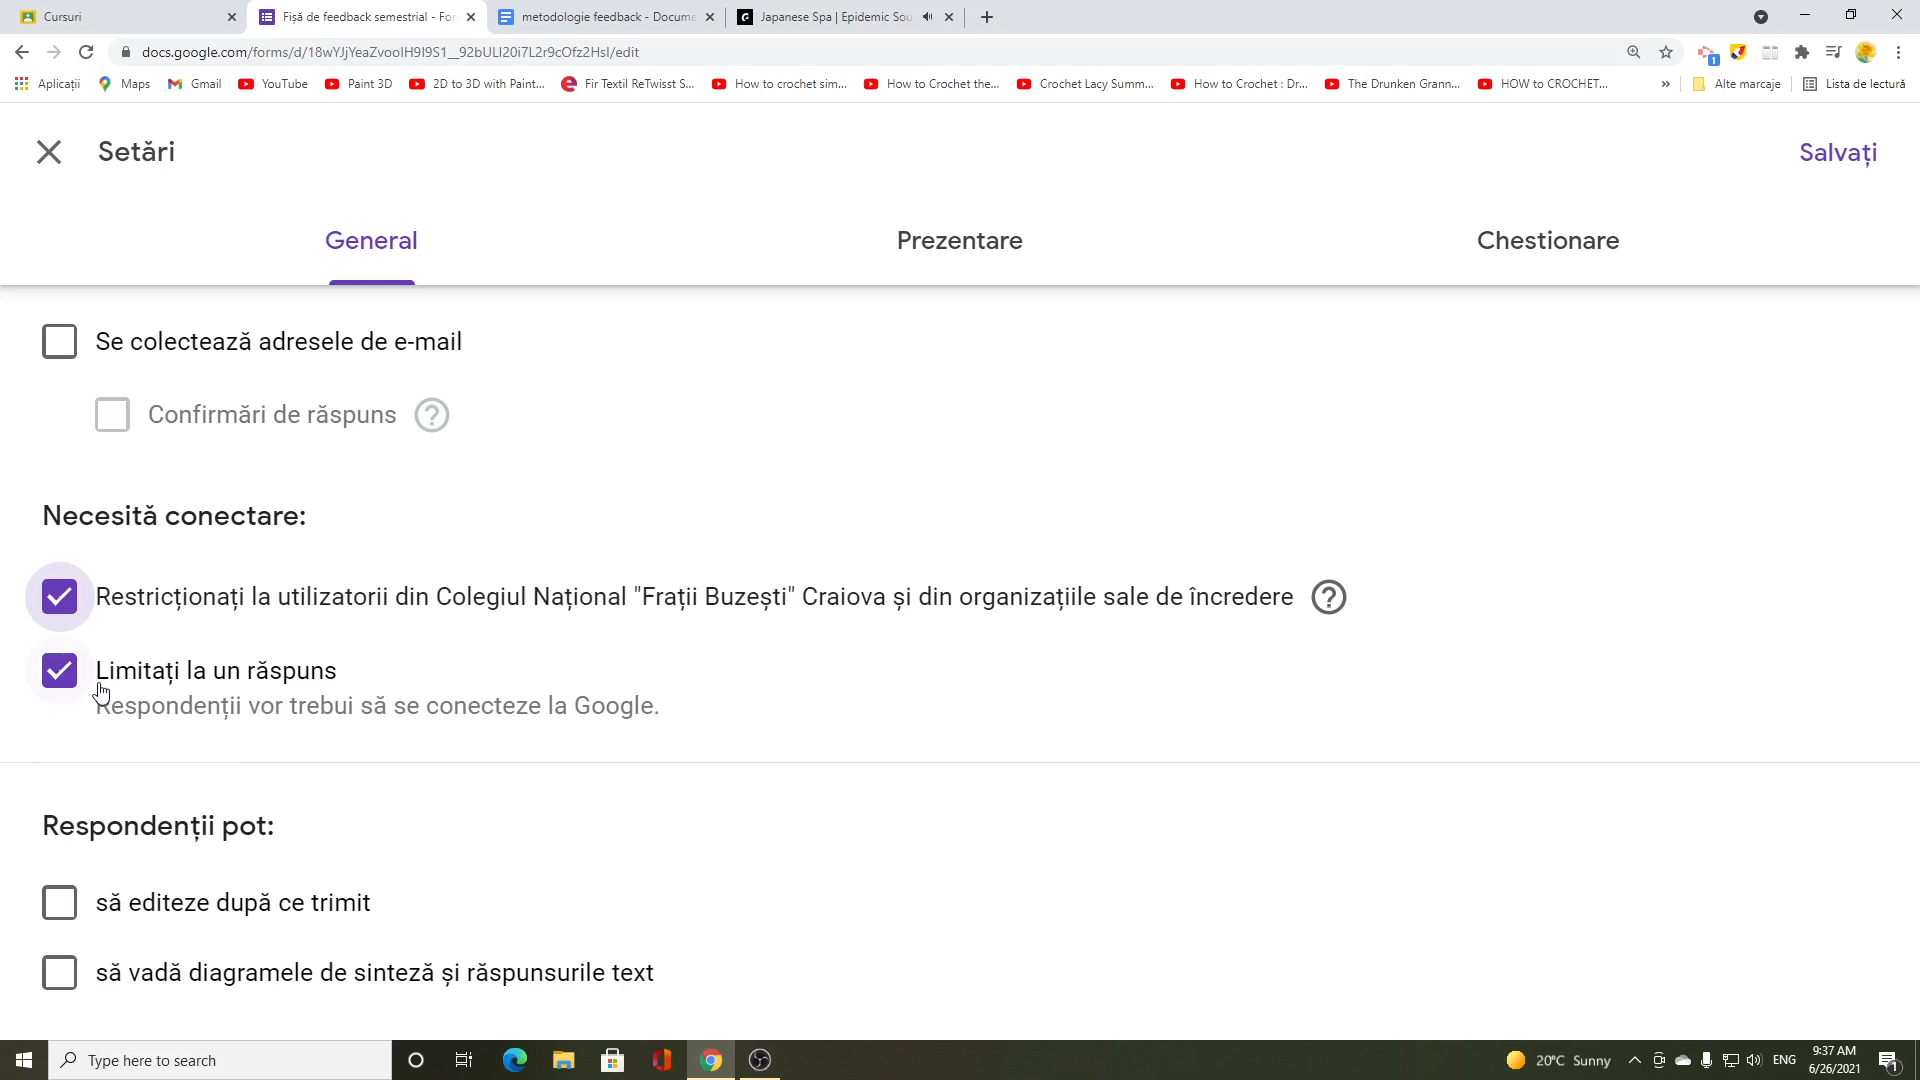 Cursuri
Fișă de feedback semestrial - For
metodologie feedback - Docume
Japanese Spa | Epidemic Sou
docs.google.com/forms/d/18wYJjYeaZvooIH9I9S1__92bULI20i7L2r9cOfz2HsI/edit
1
Aplicații
Maps
Gmail
YouTube
Paint 3D
2D to 3D with Paint...
Fir Textil ReTwisst S...
How to crochet sim...
How to Crochet the...
Crochet Lacy Summ...
How to Crochet : Dr...
The Drunken Grann...
HOW to CROCHET...
»
Alte marcaje
Lista de lectură
Setări
Salvați
General
Prezentare
Chestionare
Se colectează adresele de e-mail
Confirmări de răspuns
Necesită conectare:
Restricționați la utilizatorii din Colegiul Național "Frații Buzești" Craiova și din organizațiile sale de încredere
Limitați la un răspuns
Respondenții vor trebui să se conecteze la Google.
Respondenții pot:
să editeze după ce trimit
să vadă diagramele de sinteză și răspunsurile text
Type here to search
20°C Sunny
ENG
9:37 AM
6/26/2021
1